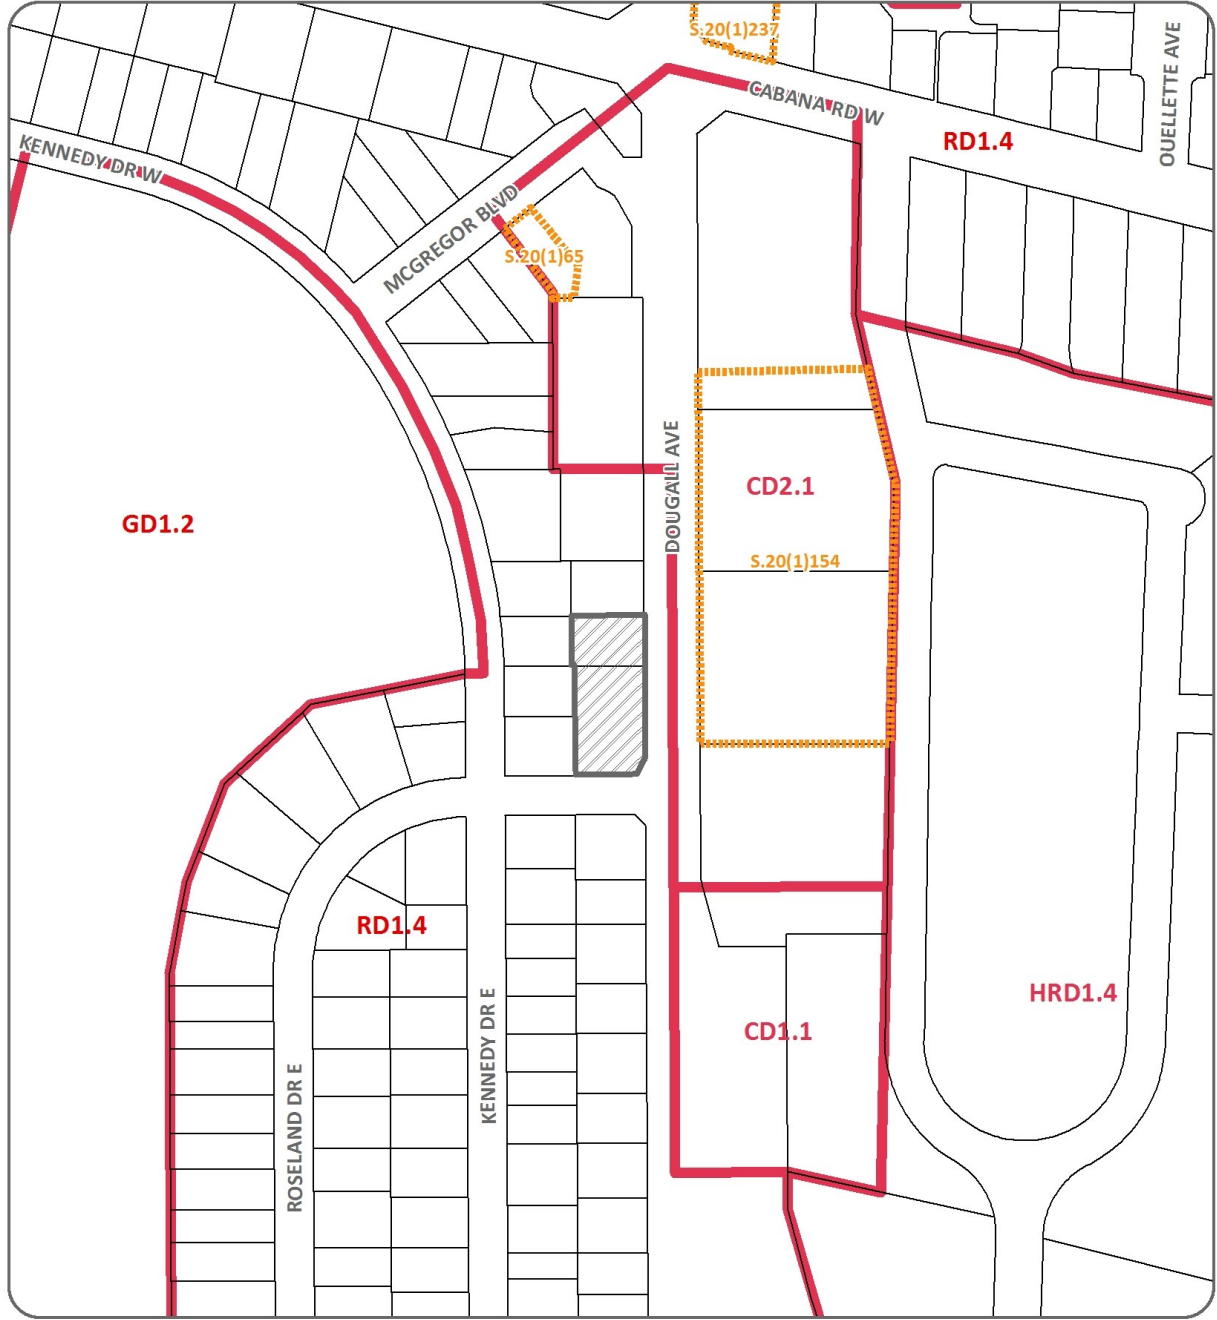 S.20(1)237
CABANA RD W
OUELLETTE AVE
RD1.4
KENNEDY DR W
MCGREGOR BLVD
S.20(1)65
DOUGALL AVE
CD2.1
GD1.2
S.20(1)154
RD1.4
HRD1.4
CD1.1
KENNEDY DR E
ROSELAND DR E